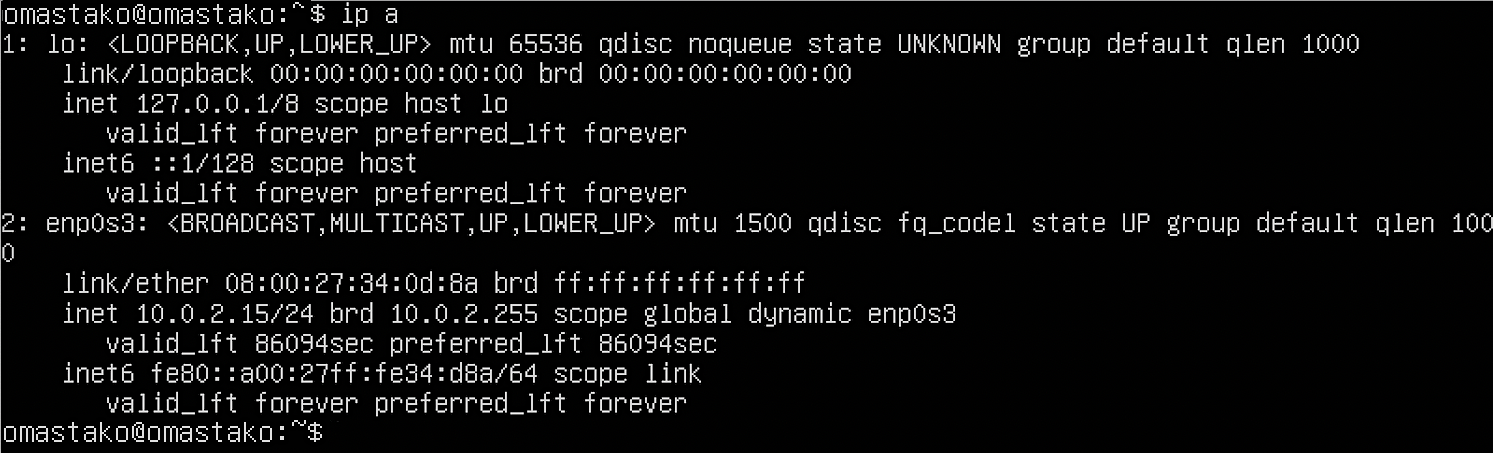 omastako@omastako:~$ ip a
1: lo: <LOOPBACK,UP,LOWER_UP> mtu 65536 qdisc noqueue state UNKNOWN group default qlen 1000
    link/loopback 00:00:00:00:00:00 brd 00:00:00:00:00:00
    inet 127.0.0.1/8 scope host lo
       valid_lft forever preferred_lft forever
    inet6 ::1/128 scope host
       valid_lft forever preferred_lft forever
2: enp0s3: <BROADCAST,MULTICAST,UP,LOWER_UP> mtu 1500 qdisc fq_codel state UP group default qlen 100
0
    link/ether 08:00:27:34:0d:8a brd ff:ff:ff:ff:ff:ff
    inet 10.0.2.15/24 brd 10.0.2.255 scope global dynamic enp0s3
       valid_lft 86094sec preferred_lft 86094sec
    inet6 fe80::a00:27ff:fe34:d8a/64 scope link
       valid_lft forever preferred_lft forever
omastako@omastako:~$